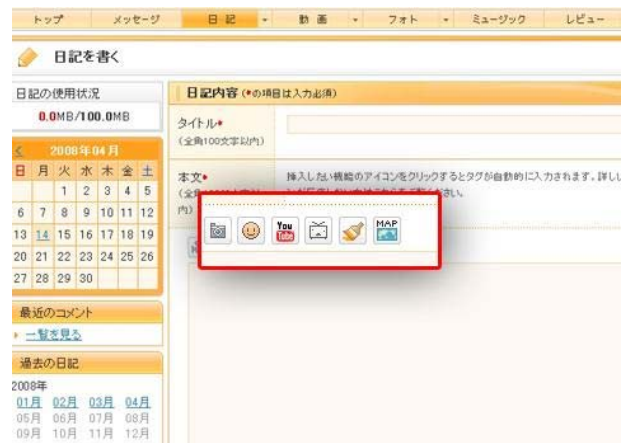 トップ メッセージ 日記 動画 フォト ミュージック レビュー
日記を書く
日記の使用状況
0.0MB/100.0MB
< 2008年04月
日 月 火 水 木 金 土
1 2 3 4 5
6 7 8 9 10 11 12
13 14 15 16 17 18 19
20 21 22 23 24 25 26
27 28 29 30
最近のコメント
一覧を見る
過去の日記
2008年
01月 02月 03月 04月
05月 06月 07月 08月
09月 10月 11月 12月
日記内容(*の項目は入力必須)
タイトル*
(全角100文字以内)
本文*
挿入したい機能のアイコンをクリックするとタグが自動的に入力されます。詳し
内)
You Tube MAP